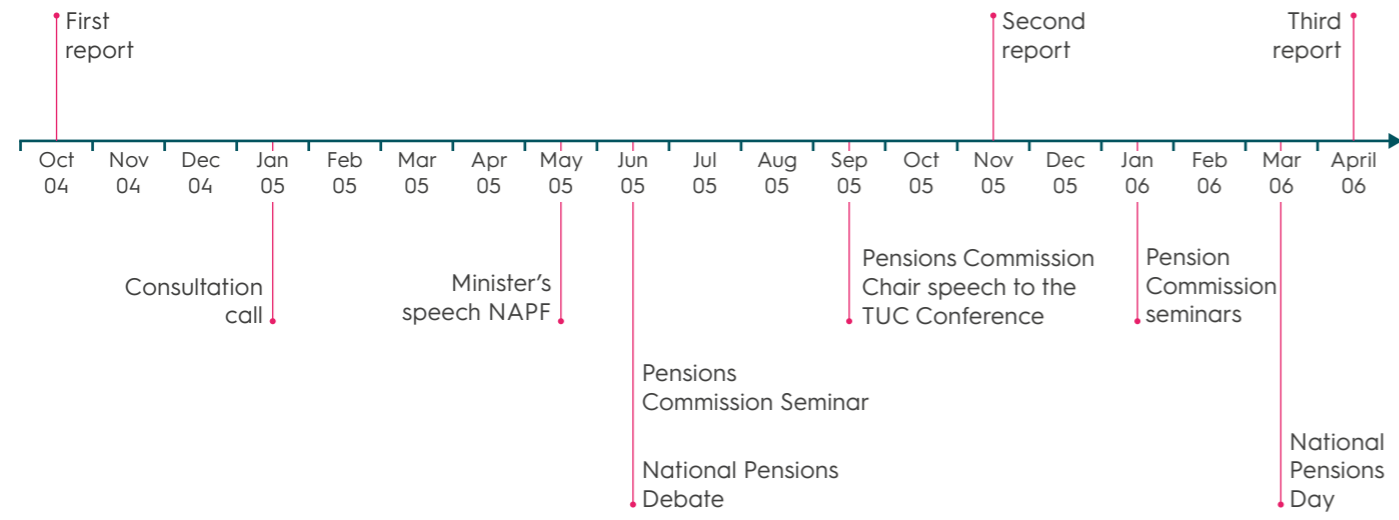 First
report
Second
report
Third
report
Oct
04
Nov
04
Dec
04
Jan
05
Feb
05
Mar
05
Apr
05
May
05
Jun
05
Jul
05
Aug
05
Sep
05
Oct
05
Nov
05
Dec
05
Jan
06
Feb
06
Mar
06
April
06
Consultation
call
Minister’s
speech NAPF
Pensions
Commission Seminar
National Pensions
Debate
Pensions Commission
Chair speech to the
TUC Conference
Pension
Commission
seminars
National
Pensions
Day